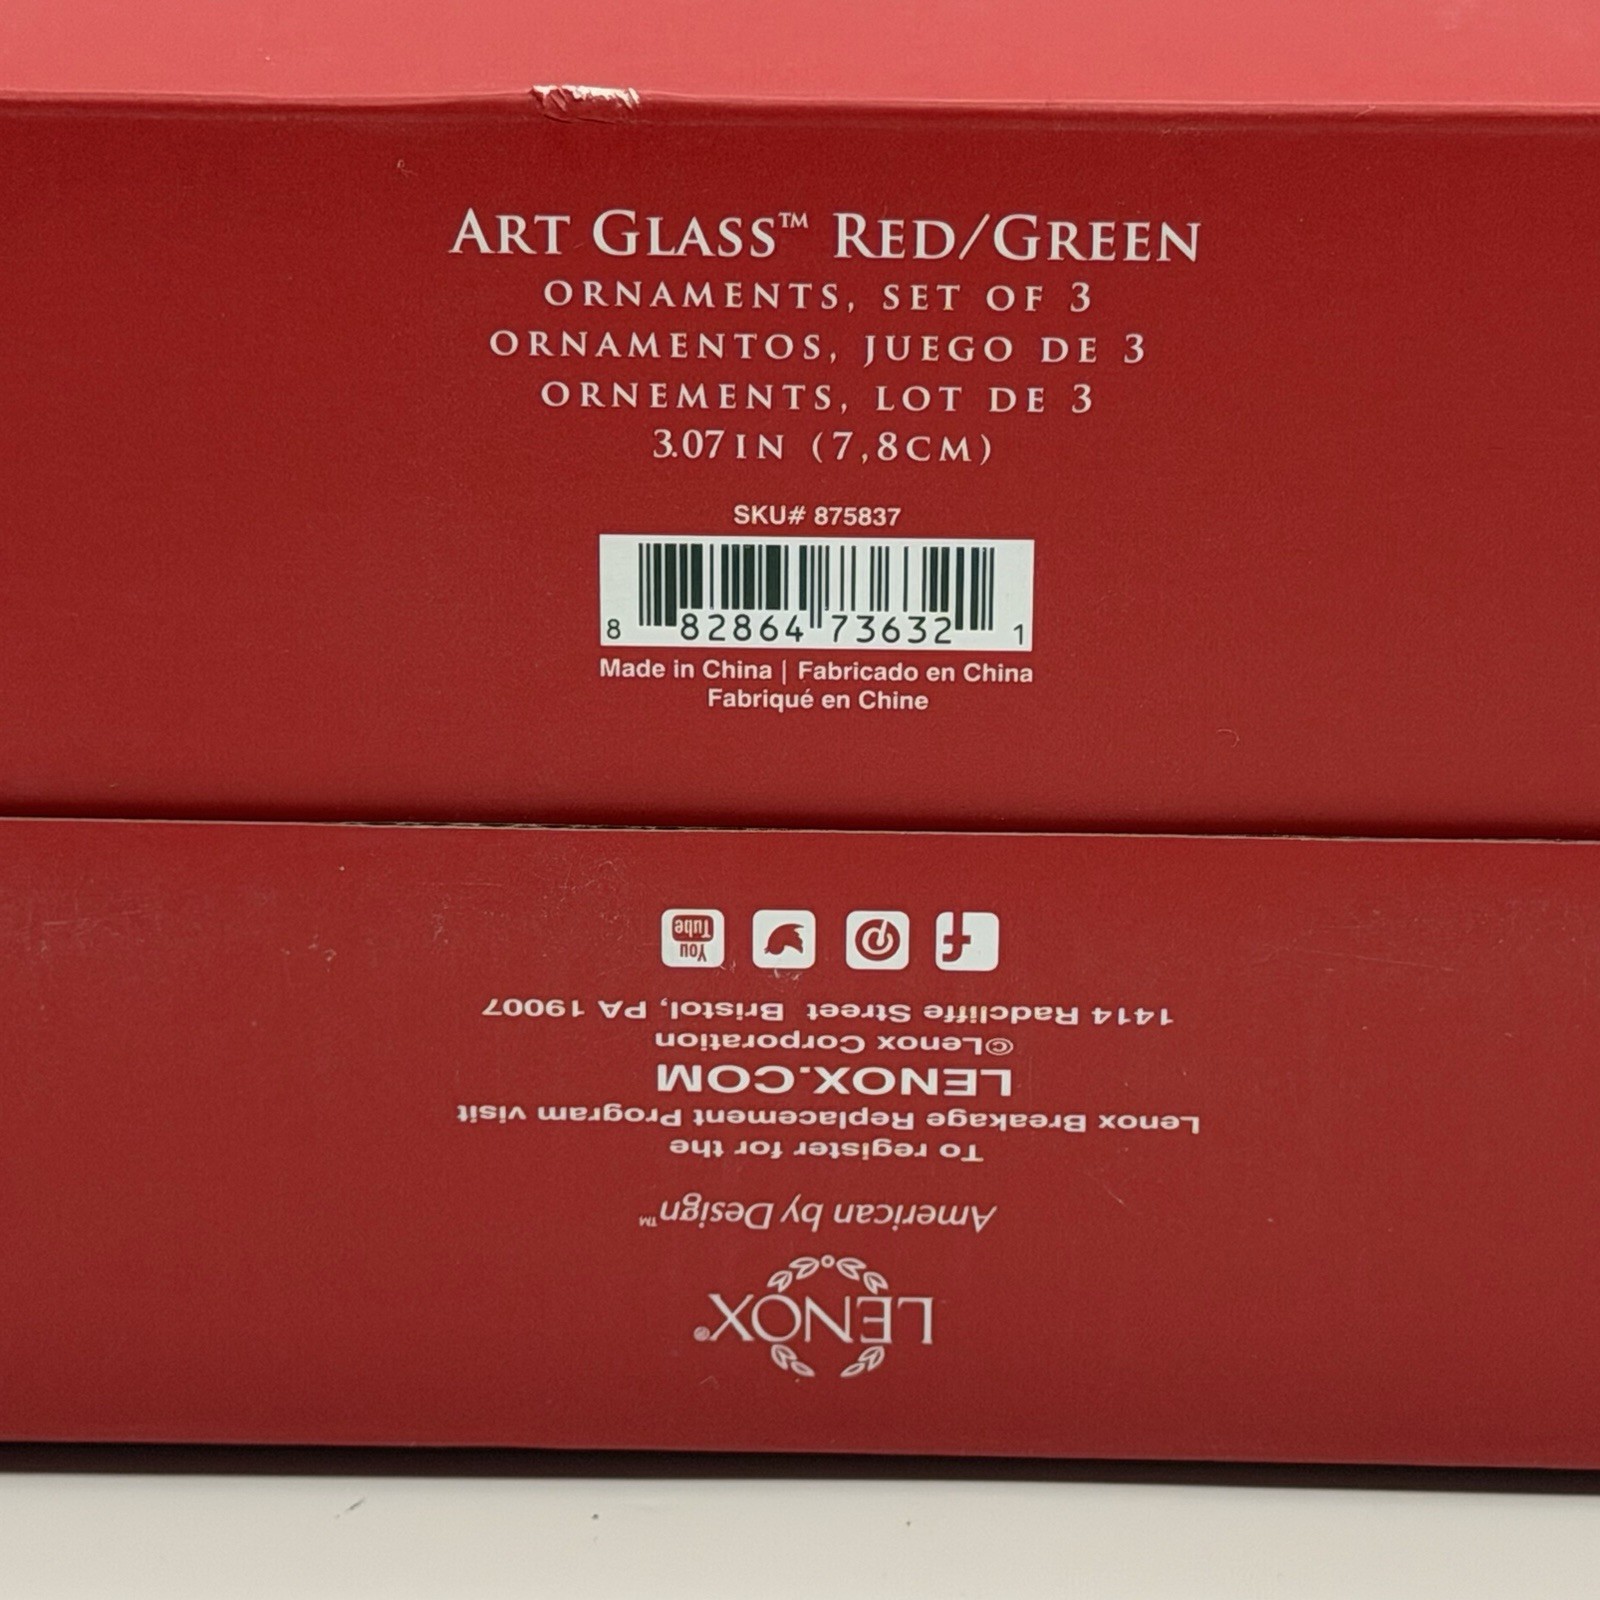 ART GLASS™ RED/GREEN
ORNAMENTS, SET OF 3
ORNAMENTOS, JUEGO DE 3
ORNEMENTS, LOT DE 3
3.07IN (7,8CM)
SKU# 875837
8 82864 73632 1
Made in China | Fabricado en China
Fabriqué en Chine
LENOX®
American by Design™
To register for the
Lenox Breakage Replacement Program visit
LENOX.COM
©Lenox Corporation
1414 Radcliffe Street Bristol, PA 19007
f You Tube